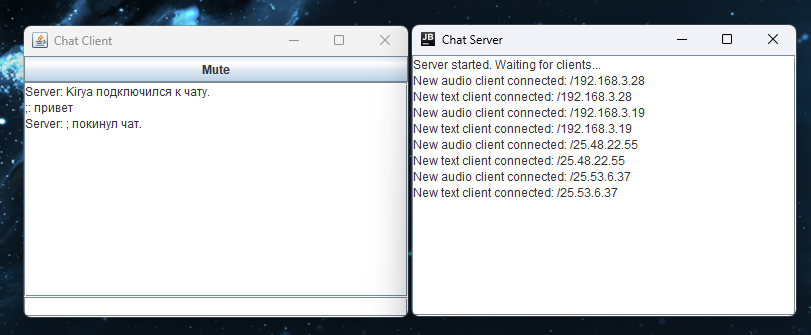 Chat Client
Mute
Server: Kirya подключился к чату.
;: привет
Server: ; покинул чат.
JB
Chat Server
Server started. Waiting for clients...
New audio client connected: /192.168.3.28
New text client connected: /192.168.3.28
New audio client connected: /192.168.3.19
New text client connected: /192.168.3.19
New audio client connected: /25.48.22.55
New text client connected: /25.48.22.55
New audio client connected: /25.53.6.37
New text client connected: /25.53.6.37